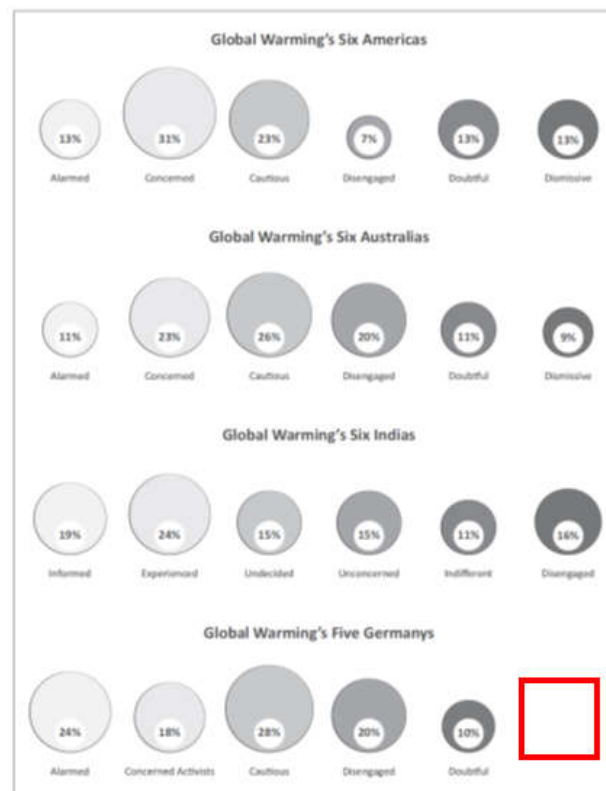 Global Warming's Six Americas
13% 31% 23% 7% 13% 13%
Alarmed Concerned Cautious Disengaged Doubtful Dismissive
Global Warming's Six Australias
11% 23% 26% 20% 11% 9%
Alarmed Concerned Cautious Disengaged Doubtful Dismissive
Global Warming's Six Indias
19% 24% 15% 15% 11% 16%
Informed Experienced Undecided Unconcerned Indifferent Disengaged
Global Warming's Five Germanys
24% 18% 28% 20% 10%
Alarmed Concerned Activists Cautious Disengaged Doubtful